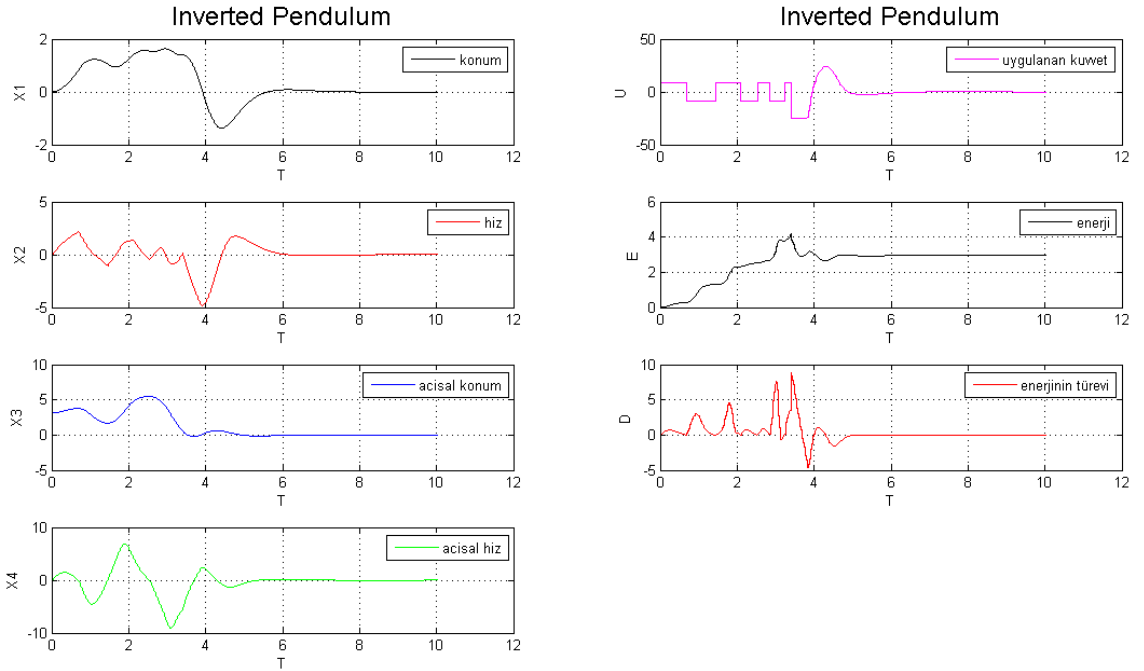 Inverted Pendulum
2
0
-2
X1
konum
0 2 4 6 8 10 12
T
5
0
-5
X2
hiz
0 2 4 6 8 10 12
T
10
5
0
-5
X3
acisal konum
0 2 4 6 8 10 12
T
10
0
-10
X4
acisal hiz
0 2 4 6 8 10 12
T
Inverted Pendulum
50
0
-50
U
uygulanan kuvvet
0 2 4 6 8 10 12
T
6
4
2
0
E
enerji
0 2 4 6 8 10 12
T
10
5
0
-5
D
enerjinin türevi
0 2 4 6 8 10 12
T